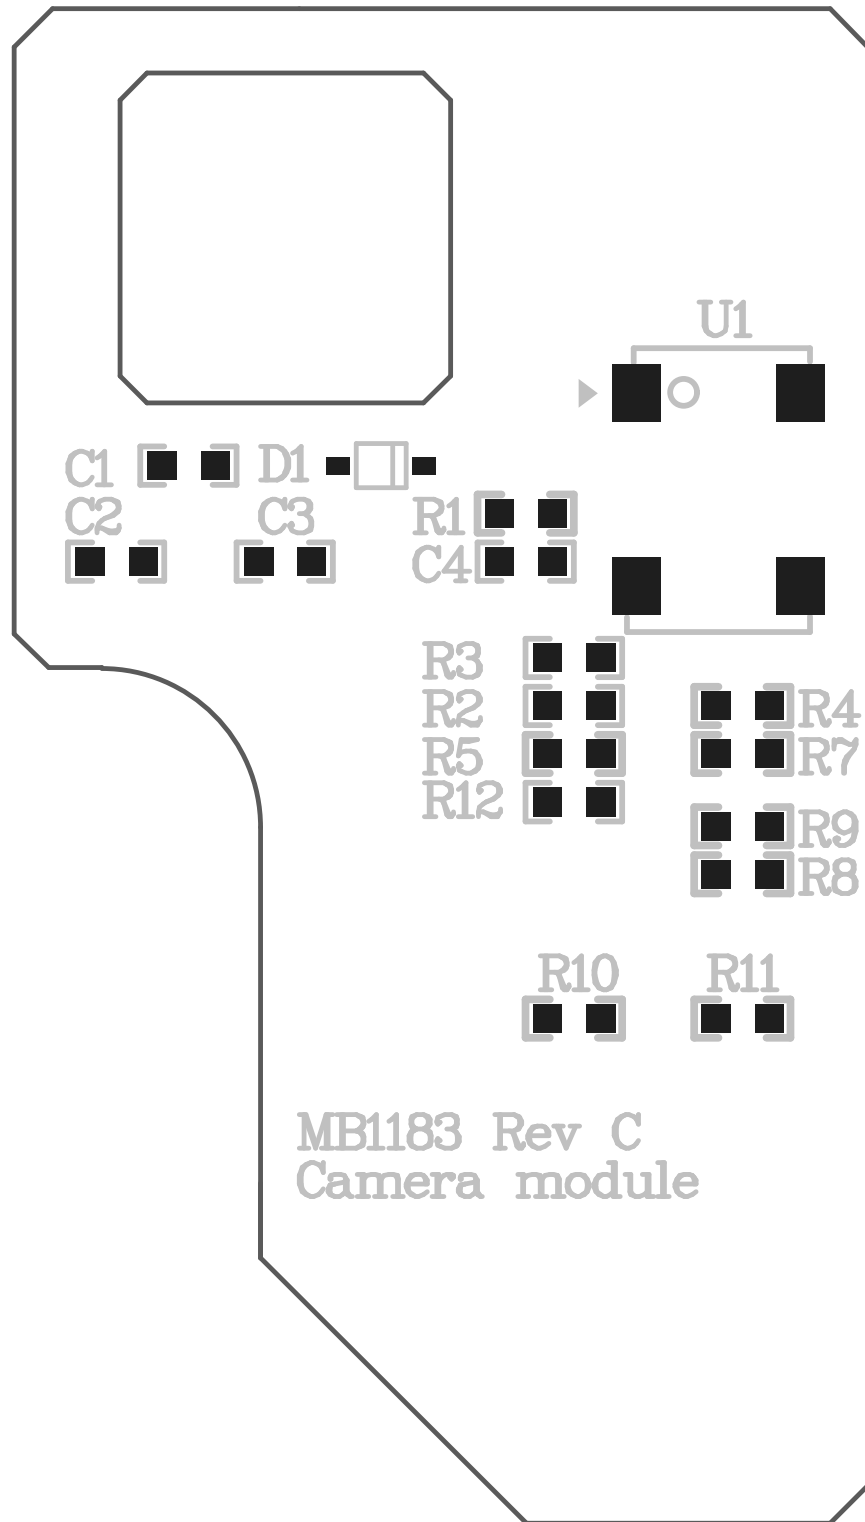 U1
C1 D1
C2 C3 R1
C4
R3
R2 R4
R5 R7
R12
R9
R8
R10 R11
MB1183 Rev C
Camera module